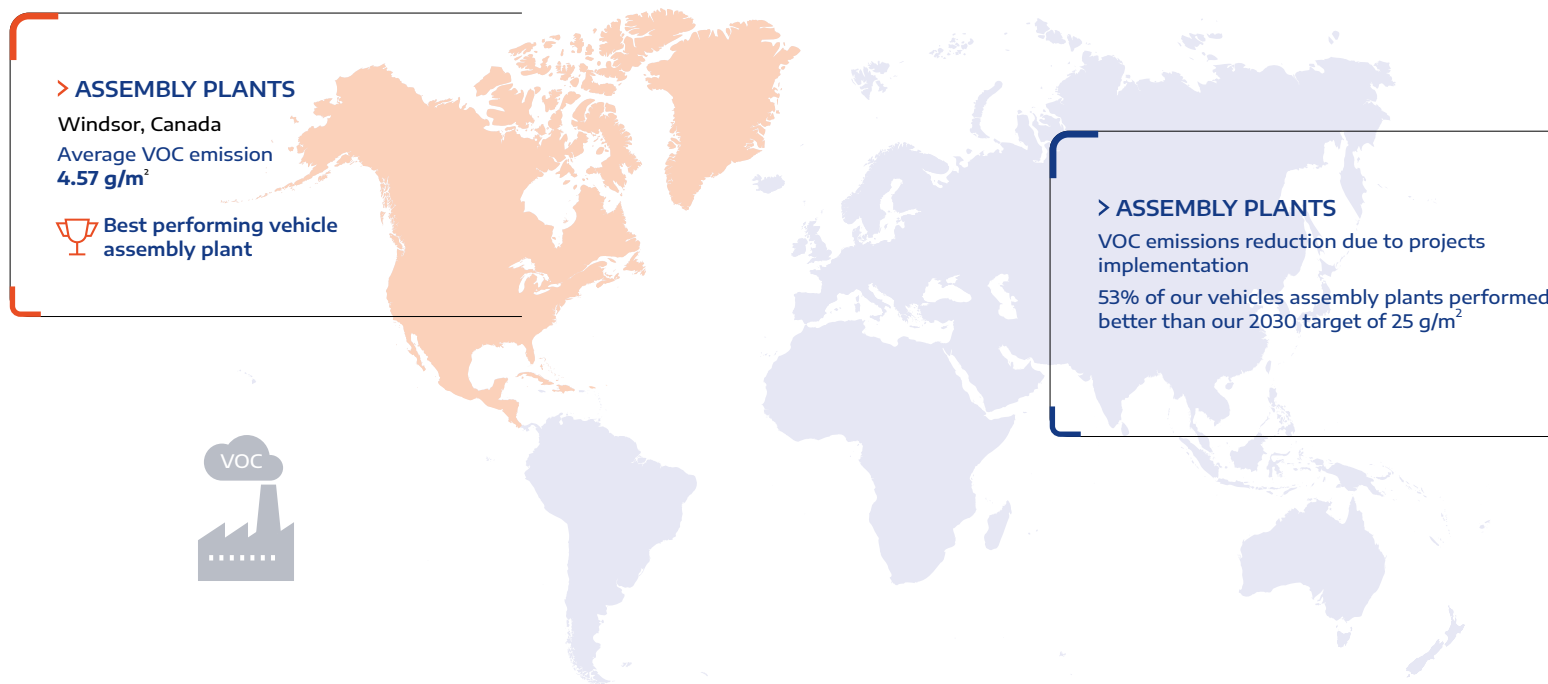 > ASSEMBLY PLANTS
Windsor, Canada
Average VOC emission
4.57 g/m²
Best performing vehicle
assembly plant
> ASSEMBLY PLANTS
VOC emissions reduction due to projects
implementation
53% of our vehicles assembly plants performed
better than our 2030 target of 25 g/m²
VOC